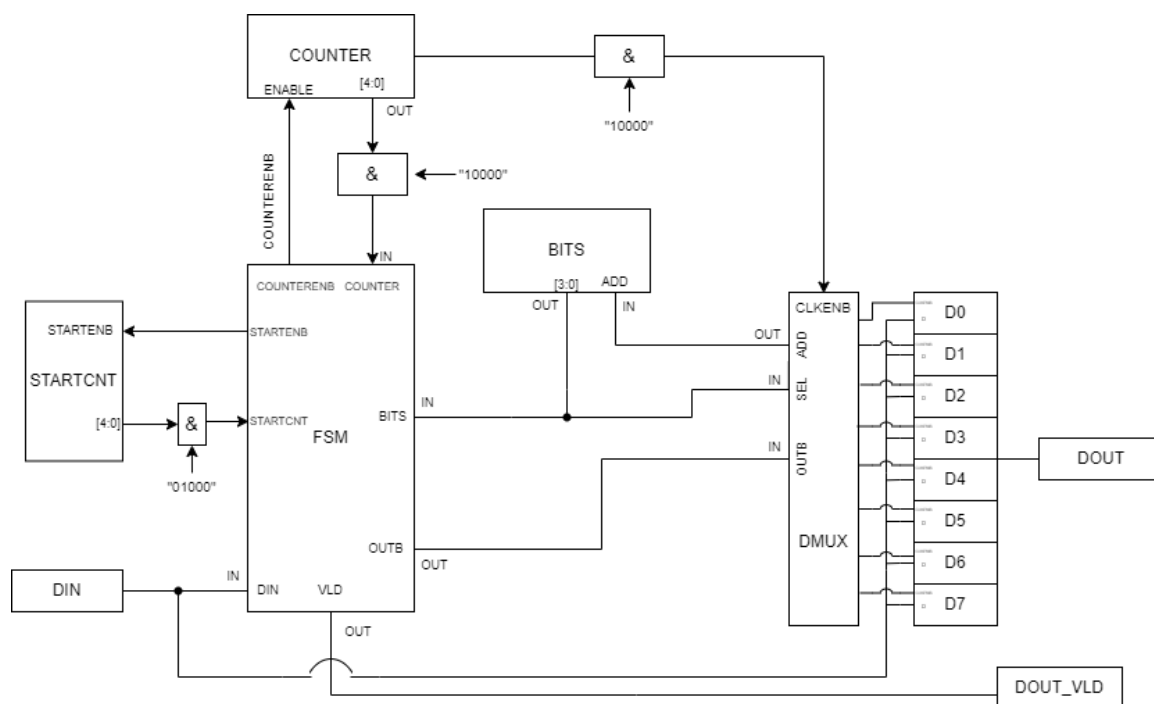 COUNTER
[4:0]
ENABLE
OUT
&
"10000"
&
"10000"
COUNTERENB
IN
COUNTERENB COUNTER
STARTENB
STARTENB
STARTCNT
[4:0]
&
"01000"
STARTCNT
FSM
BITS
IN
OUTB
OUT
BITS
[3:0]
ADD
OUT
IN
CLKENB
OUT
ADD
IN
SEL
IN
OUTB
DMUX
D0
D1
D2
D3
D4
D5
D6
D7
DOUT
DIN
IN
DIN
VLD
OUT
DOUT_VLD